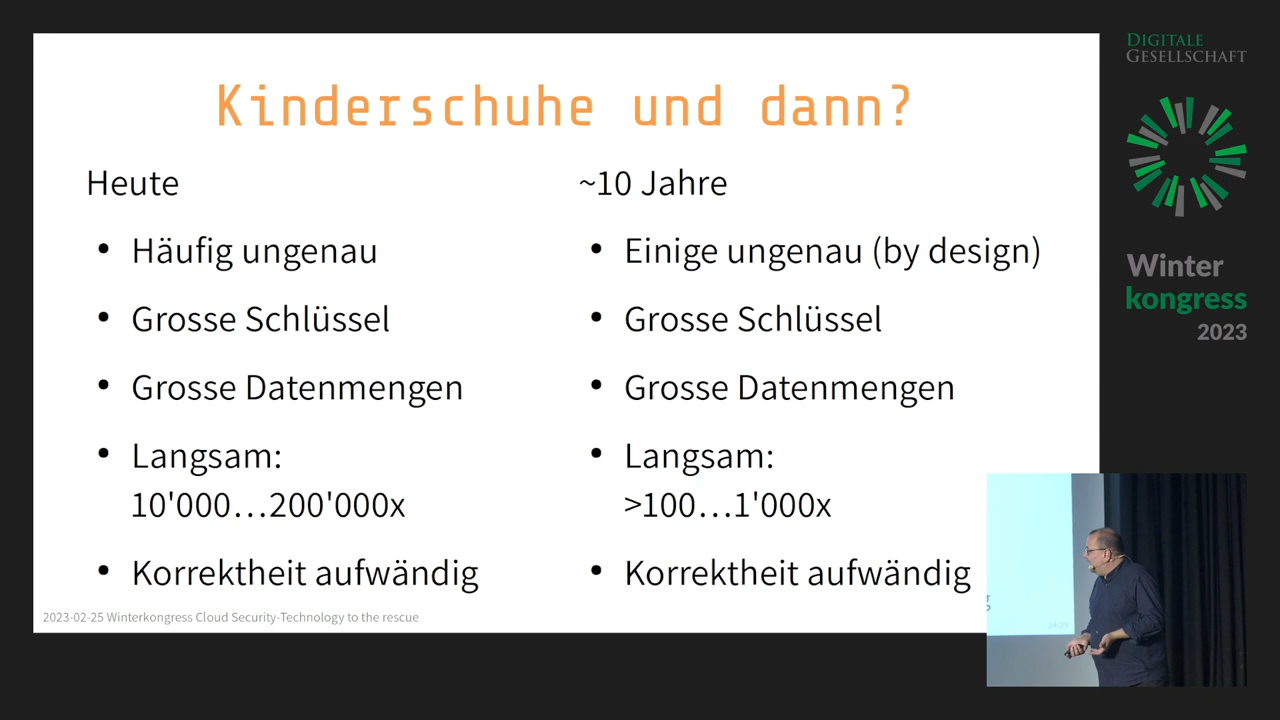 Kinderschuhe und dann?
Heute
• Häufig ungenau
• Grosse Schlüssel
• Grosse Datenmengen
• Langsam:
10'000…200'000x
• Korrektheit aufwändig
~10 Jahre
• Einige ungenau (by design)
• Grosse Schlüssel
• Grosse Datenmengen
• Langsam:
>100…1'000x
• Korrektheit aufwändig
2023-02-25 Winterkongress Cloud Security-Technology to the rescue
DIGITALE
GESELLSCHAFT
Winter
kongress
2023